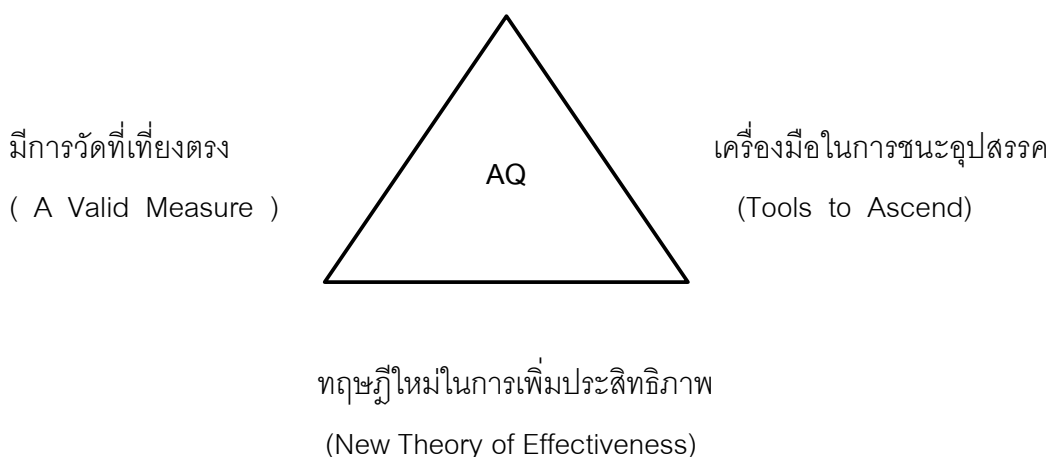 มีการวัดที่เที่ยงตรง
( A Valid Measure )
AQ
เครื่องมือในการชนะอุปสรรค
(Tools to Ascend)
ทฤษฎีใหม่ในการเพิ่มประสิทธิภาพ
(New Theory of Effectiveness)